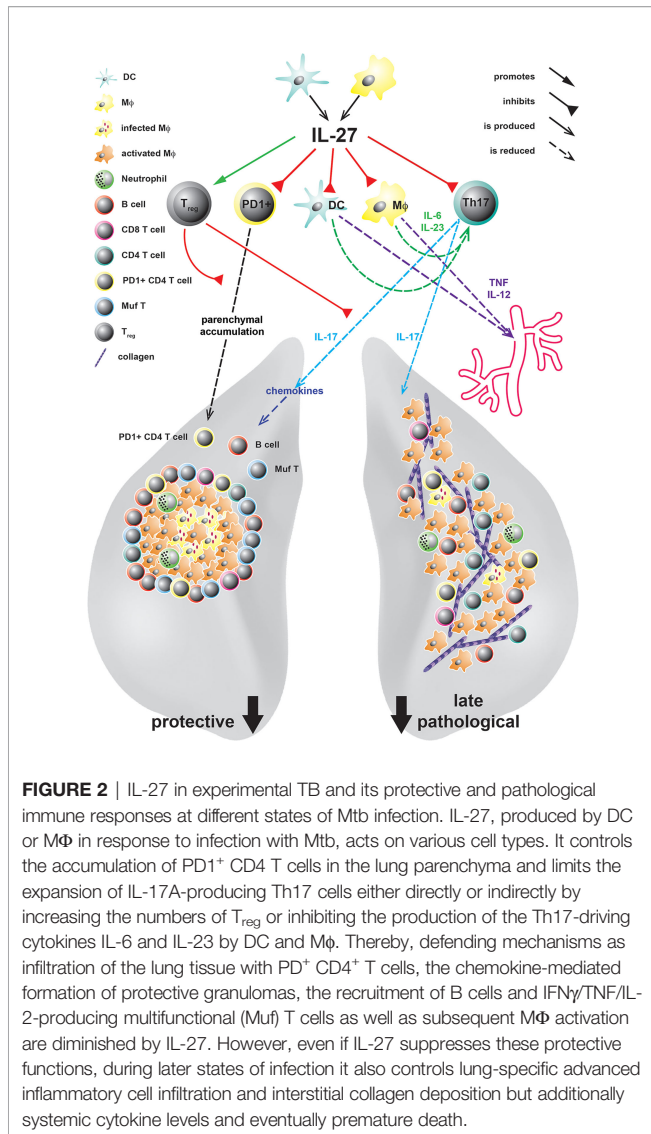 DC
Mϕ
infected Mϕ
activated Mϕ
Neutrophil
B cell
CD8 T cell
CD4 T cell
PD1+ CD4 T cell
Muf T
Treg
collagen
promotes
inhibits
is produced
is reduced
IL-27
Treg
PD1+
DC
Mϕ
Th17
IL-6
IL-23
TNF
IL-12
parenchymal
accumulation
IL-17
IL-17
chemokines
PD1+ CD4 T cell
B cell
Muf T
protective
late
pathological
FIGURE 2 | IL-27 in experimental TB and its protective and pathological
immune responses at different states of Mtb infection. IL-27, produced by DC
or MΦ in response to infection with Mtb, acts on various cell types. It controls
the accumulation of PD1+ CD4 T cells in the lung parenchyma and limits the
expansion of IL-17A-producing Th17 cells either directly or indirectly by
increasing the numbers of Treg or inhibiting the production of the Th17-driving
cytokines IL-6 and IL-23 by DC and Mϕ. Thereby, defending mechanisms as
infiltration of the lung tissue with PD+ CD4+ T cells, the chemokine-mediated
formation of protective granulomas, the recruitment of B cells and IFNγ/TNF/IL-
2-producing multifunctional (Muf) T cells as well as subsequent MΦ activation
are diminished by IL-27. However, even if IL-27 suppresses these protective
functions, during later states of infection it also controls lung-specific advanced
inflammatory cell infiltration and interstitial collagen deposition but additionally
systemic cytokine levels and eventually premature death.